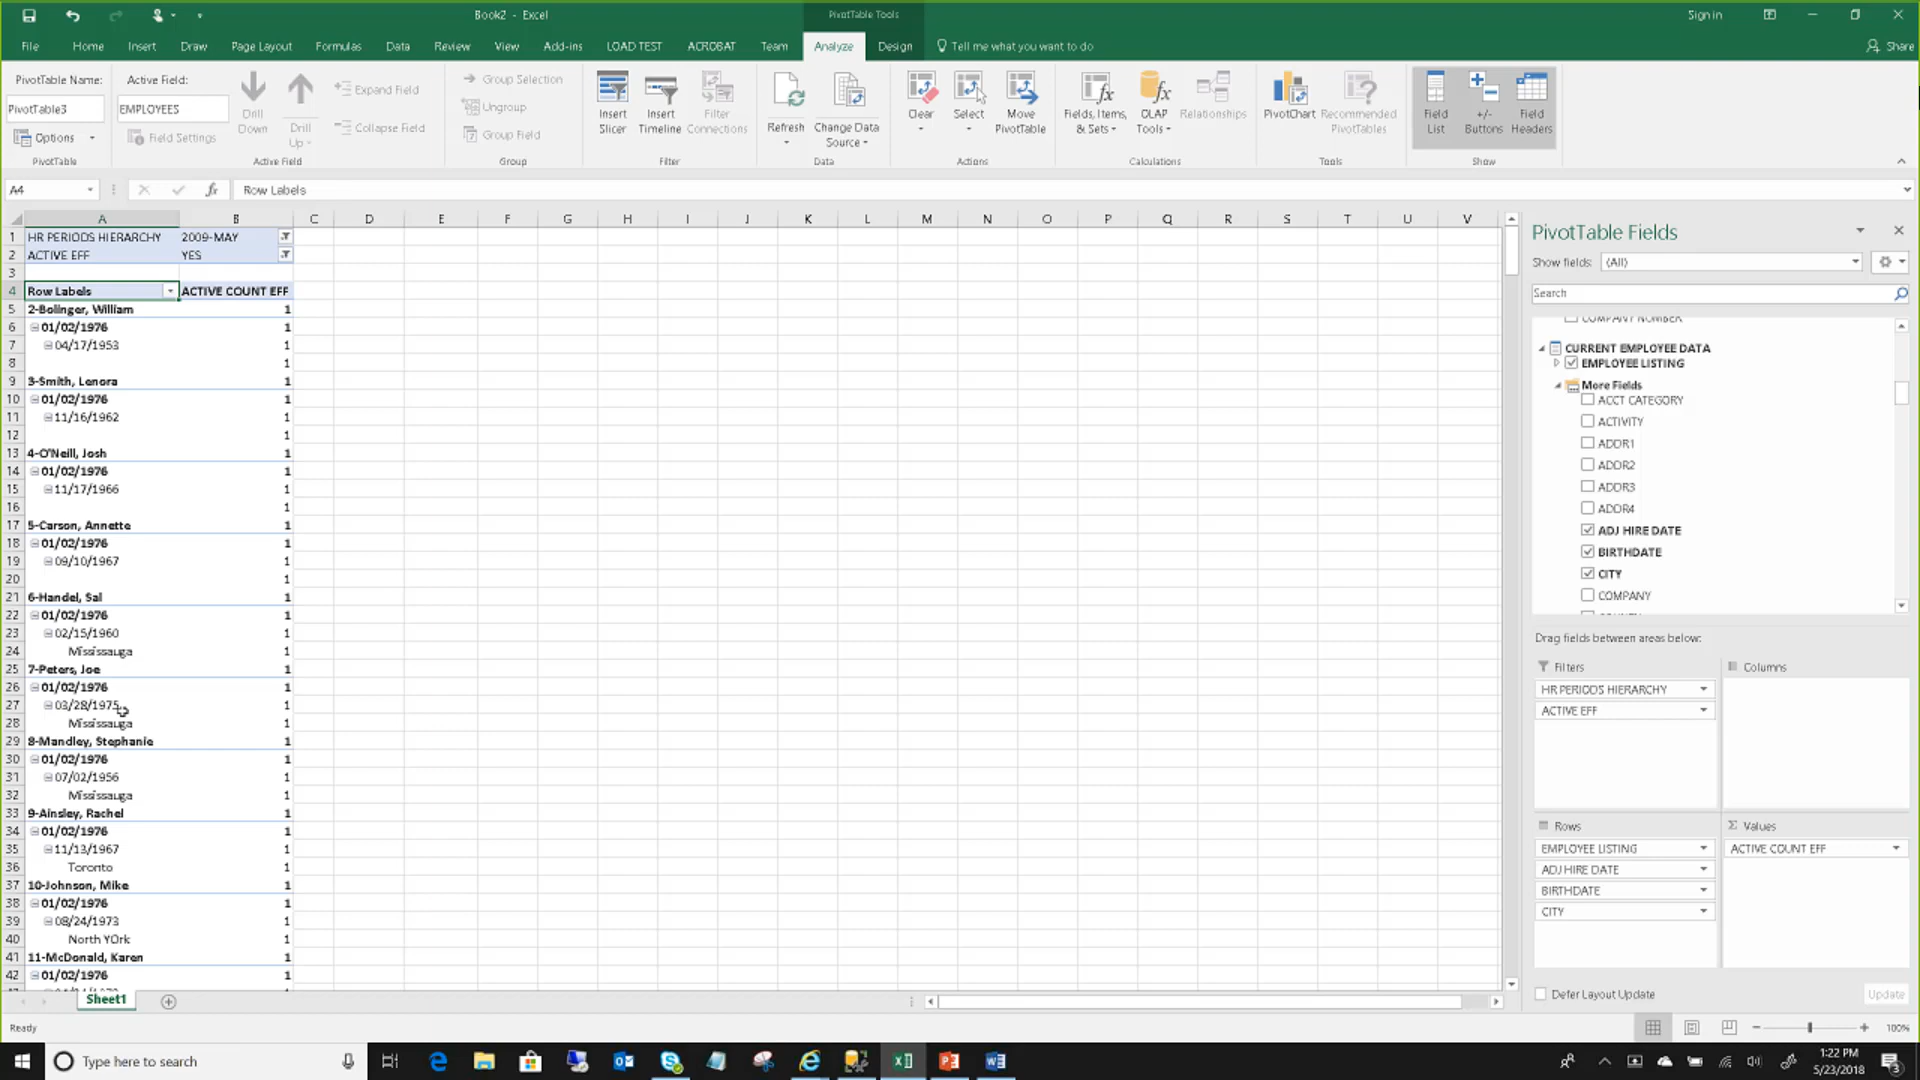 Book2 - Excel
PivotTable Tools
Sign in
File Home Insert Draw Page Layout Formulas Data Review View Add-ins LOAD TEST ACROBAT Team Analyze Design Tell me what you want to do Share
PivotTable Name:
PivotTable3
Options
PivotTable
Active Field:
EMPLOYEES
Field Settings
Drill Down
Drill Up
Expand Field
Collapse Field
Active Field
Group Selection
Ungroup
Group Field
Group
Insert Slicer
Insert Timeline
Filter Connections
Filter
Refresh
Change Data Source
Data
Clear
Select
Move PivotTable
Actions
Fields, Items, & Sets
OLAP Tools
Relationships
Calculations
PivotChart
Recommended PivotTables
Tools
Field List
+/- Buttons
Field Headers
Show
A4
fx
Row Labels
A B C D E F G H I J K L M N O P Q R S T U V
1 HR PERIODS HIERARCHY 2009-MAY
2 ACTIVE EFF YES
3
4 Row Labels ACTIVE COUNT EFF
5 2-Bolinger, William 1
6 01/02/1976 1
7 04/17/1953 1
8 1
9 3-Smith, Lenora 1
10 01/02/1976 1
11 11/16/1962 1
12 1
13 4-O'Neill, Josh 1
14 01/02/1976 1
15 11/17/1966 1
16 1
17 5-Carson, Annette 1
18 01/02/1976 1
19 09/10/1967 1
20 1
21 6-Handel, Sal 1
22 01/02/1976 1
23 02/15/1960 1
24 Mississauga 1
25 7-Peters, Joe 1
26 01/02/1976 1
27 03/28/1975 1
28 Mississauga 1
29 8-Mandley, Stephanie 1
30 01/02/1976 1
31 07/02/1956 1
32 Mississauga 1
33 9-Ainsley, Rachel 1
34 01/02/1976 1
35 11/13/1967 1
36 Toronto 1
37 10-Johnson, Mike 1
38 01/02/1976 1
39 08/24/1973 1
40 North YOrk 1
41 11-McDonald, Karen 1
42 01/02/1976 1
Sheet1
Ready
PivotTable Fields
Show fields: (All)
Search
COMPANY NUMBER
CURRENT EMPLOYEE DATA
EMPLOYEE LISTING
More Fields
ACCT CATEGORY
ACTIVITY
ADDR1
ADDR2
ADDR3
ADDR4
ADJ HIRE DATE
BIRTHDATE
CITY
COMPANY
Drag fields between areas below:
Filters
HR PERIODS HIERARCHY
ACTIVE EFF
Columns
Rows
EMPLOYEE LISTING
ADJ HIRE DATE
BIRTHDATE
CITY
Values
ACTIVE COUNT EFF
Defer Layout Update
Update
100%
Type here to search
1:22 PM
5/23/2018